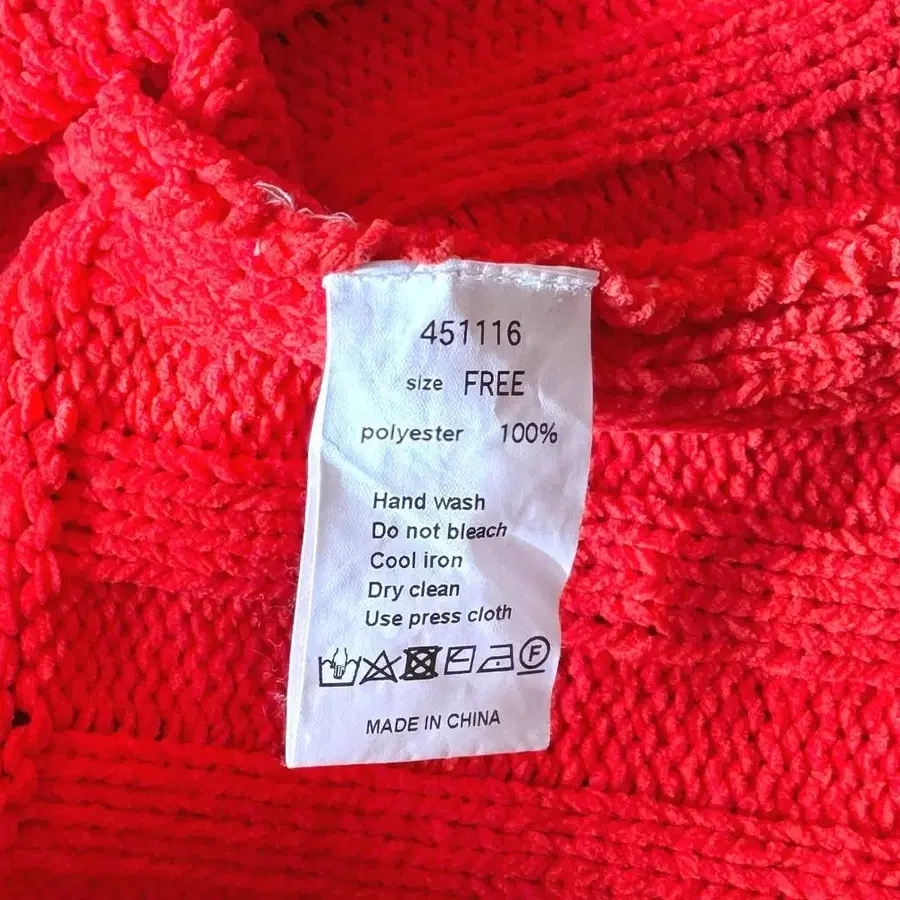 451116
size FREE
polyester 100%
Hand wash
Do not bleach
Cool iron
Dry clean
Use press cloth
F
MADE IN CHINA